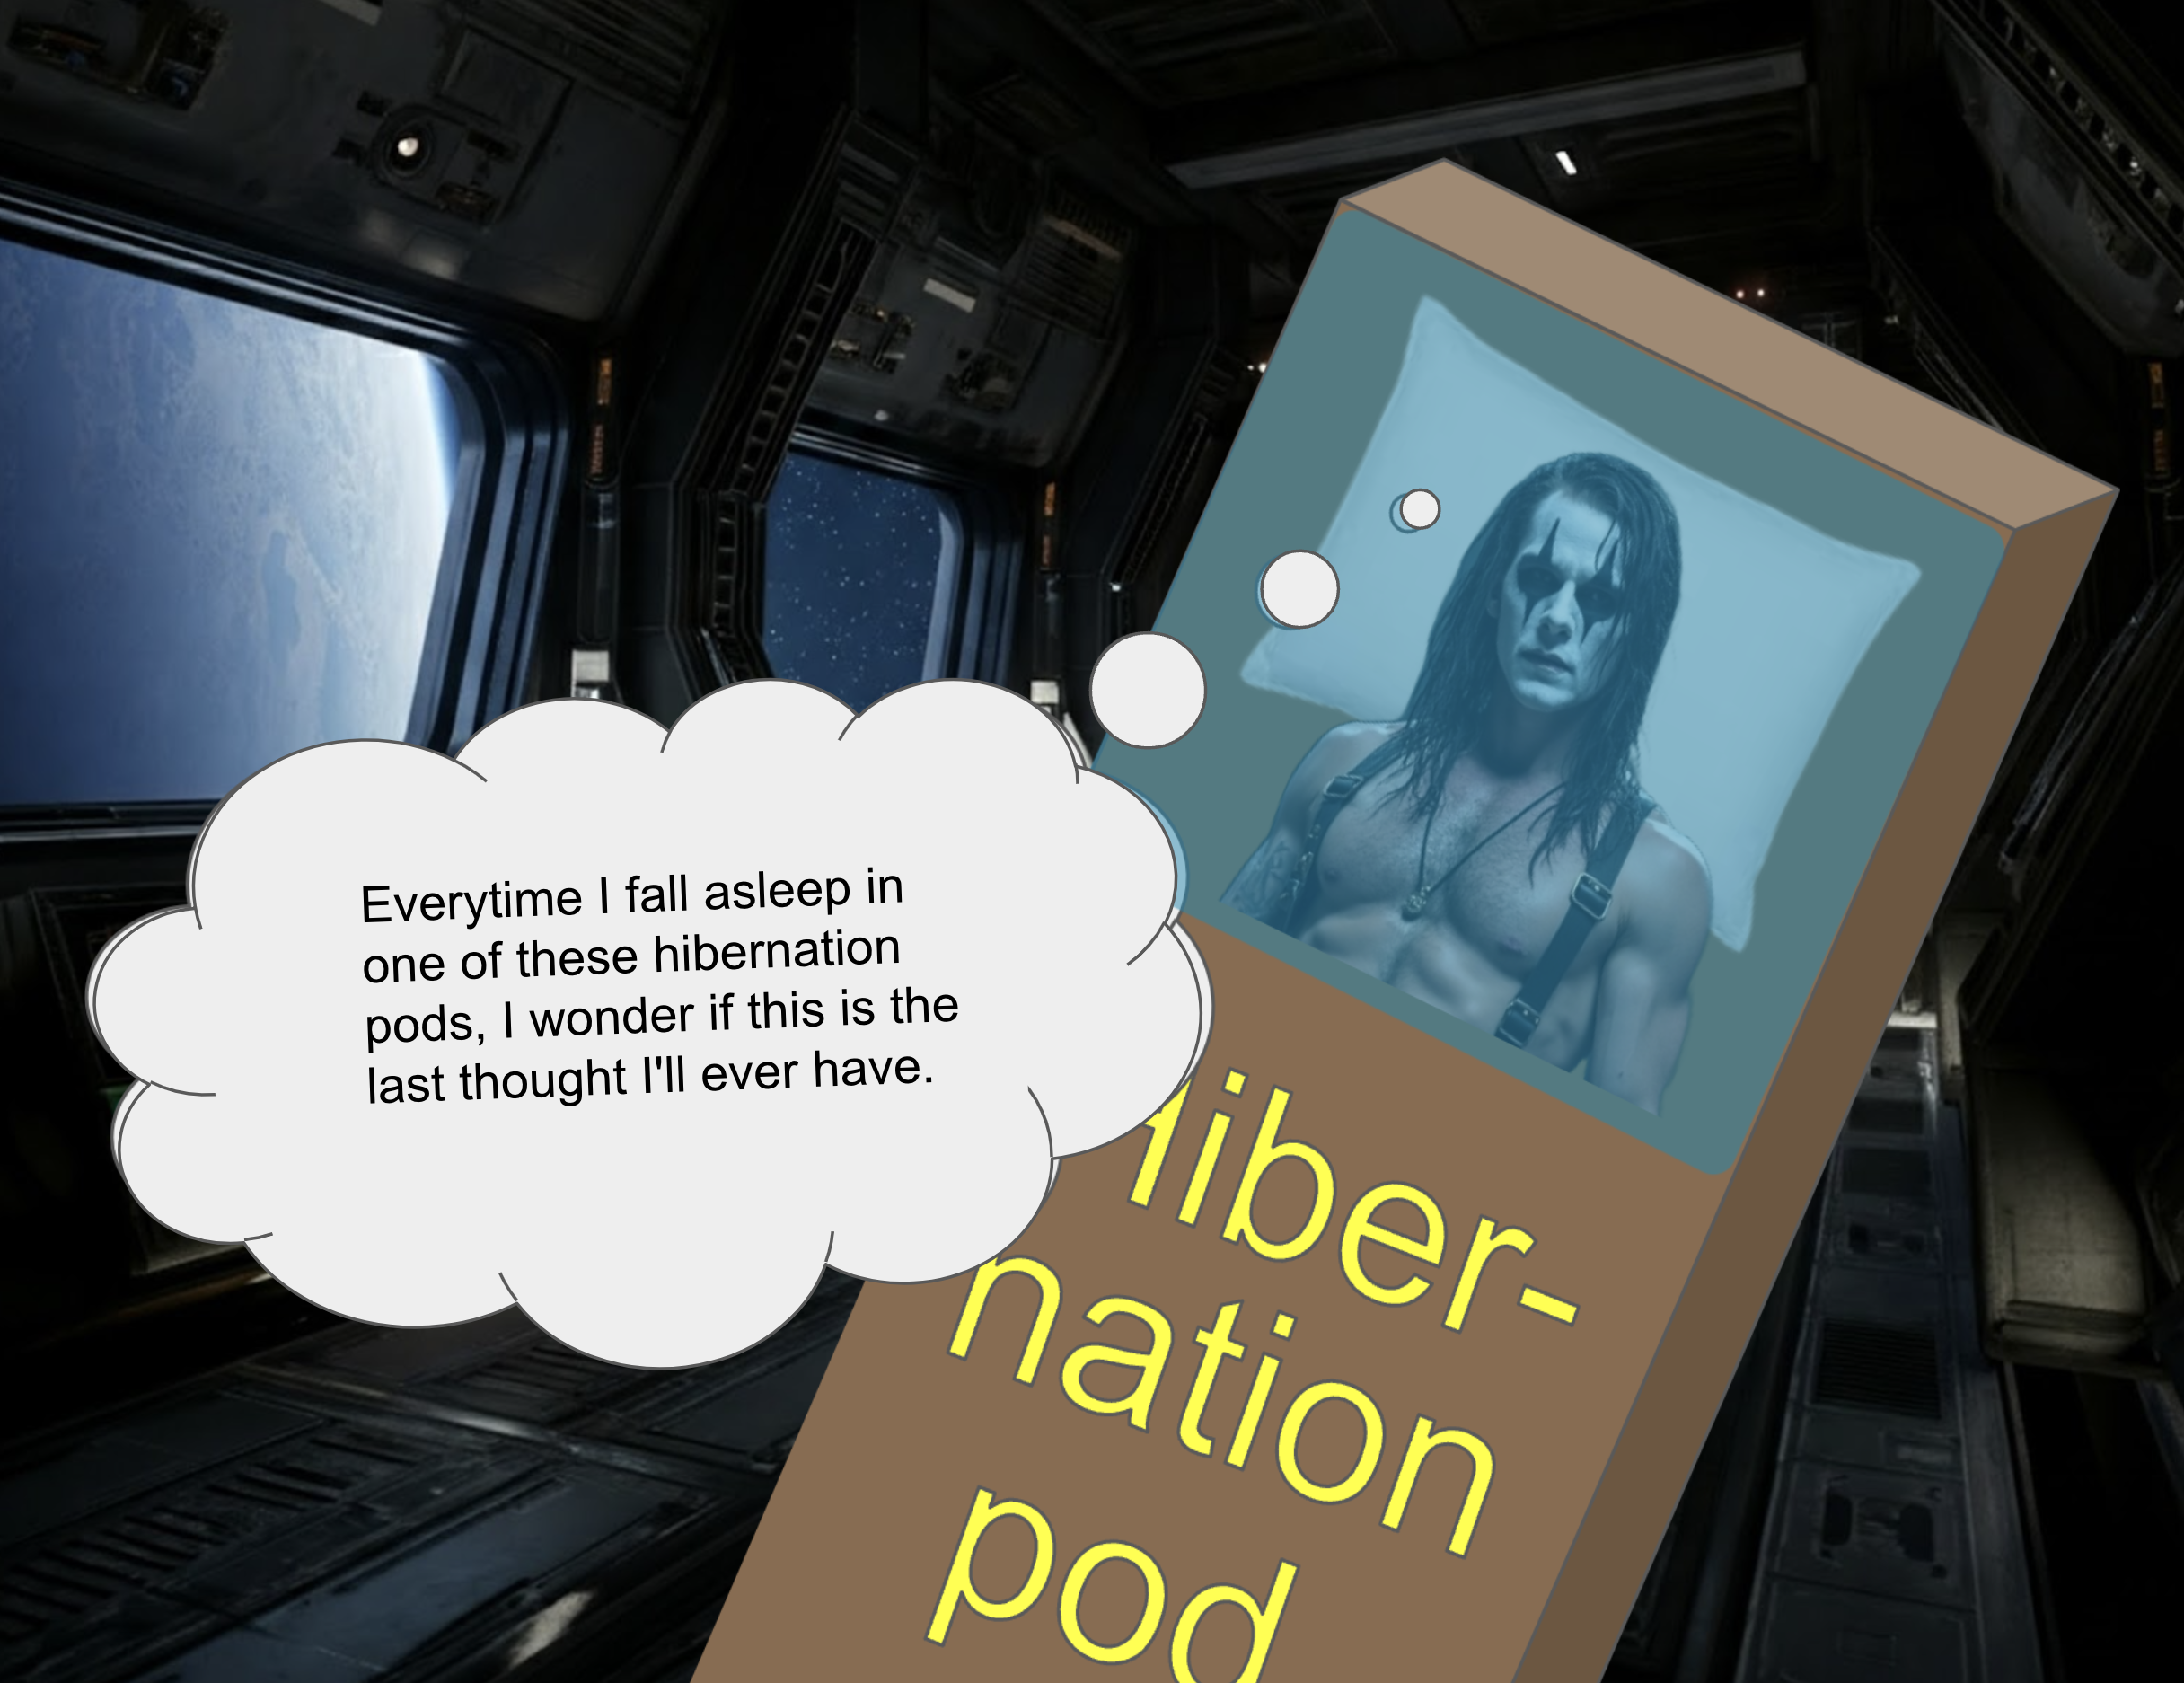 Everytime I fall asleep in
one of these hibernation
pods, I wonder if this is the
last thought I'll ever have.
Hiber-
nation
pod